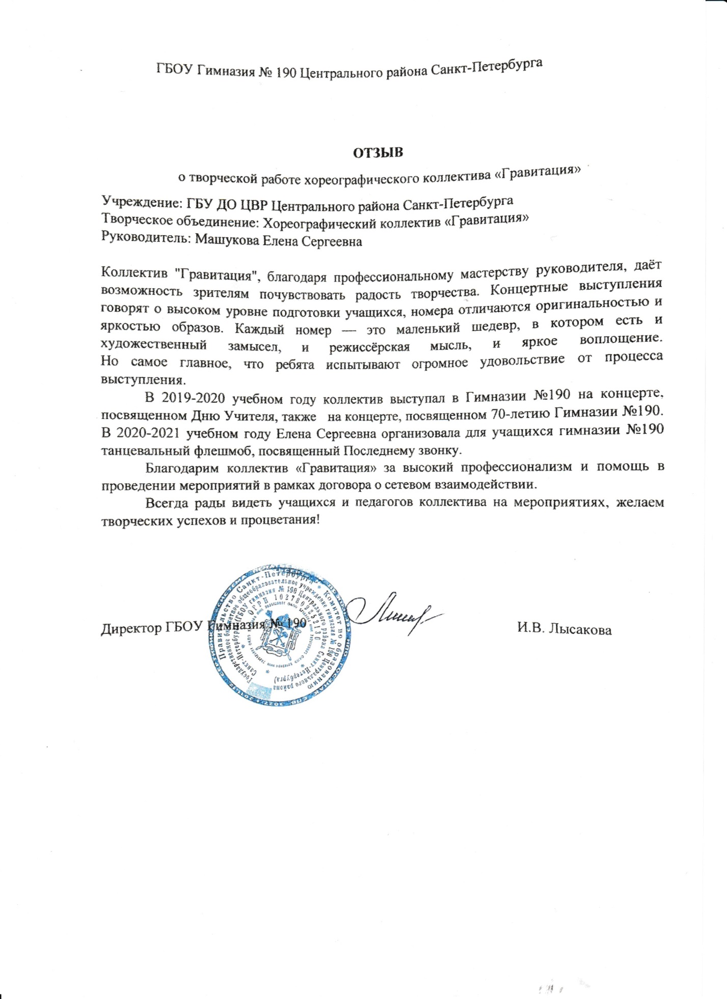 ГБОУ Гимназия № 190 Центрального района Санкт-Петербурга
ОТЗЫВ
о творческой работе хореографического коллектива «Гравитация»
Учреждение: ГБУ ДО ЦВР Центрального района Санкт-Петербурга
Творческое объединение: Хореографический коллектив «Гравитация»
Руководитель: Машукова Елена Сергеевна
Коллектив "Гравитация", благодаря профессиональному мастерству руководителя, даёт
возможность зрителям почувствовать радость творчества. Концертные выступления
говорят о высоком уровне подготовки учащихся, номера отличаются оригинальностью и
яркостью образов. Каждый номер — это маленький шедевр, в котором есть и
художественный замысел, и режиссёрская мысль, и яркое воплощение.
Но самое главное, что ребята испытывают огромное удовольствие от процесса
выступления.
В 2019-2020 учебном году коллектив выступал в Гимназии №190 на концерте,
посвященном Дню Учителя, также на концерте, посвященном 70-летию Гимназии №190.
В 2020-2021 учебном году Елена Сергеевна организовала для учащихся гимназии №190
танцевальный флешмоб, посвященный Последнему звонку.
Благодарим коллектив «Гравитация» за высокий профессионализм и помощь в
проведении мероприятий в рамках договора о сетевом взаимодействии.
Всегда рады видеть учащихся и педагогов коллектива на мероприятиях, желаем
творческих успехов и процветания!
Директор ГБОУ Гимназия № 190 И.В. Лысакова
Правительство Санкт-Петербурга * Комитет по образованию
Государственное бюджетное общеобразовательное учреждение гимназия № 190 Центрального района
Санкт-Петербурга (ГБОУ гимназия № 190 Центрального района Санкт-Петербурга)
ОГРН 1027809252130